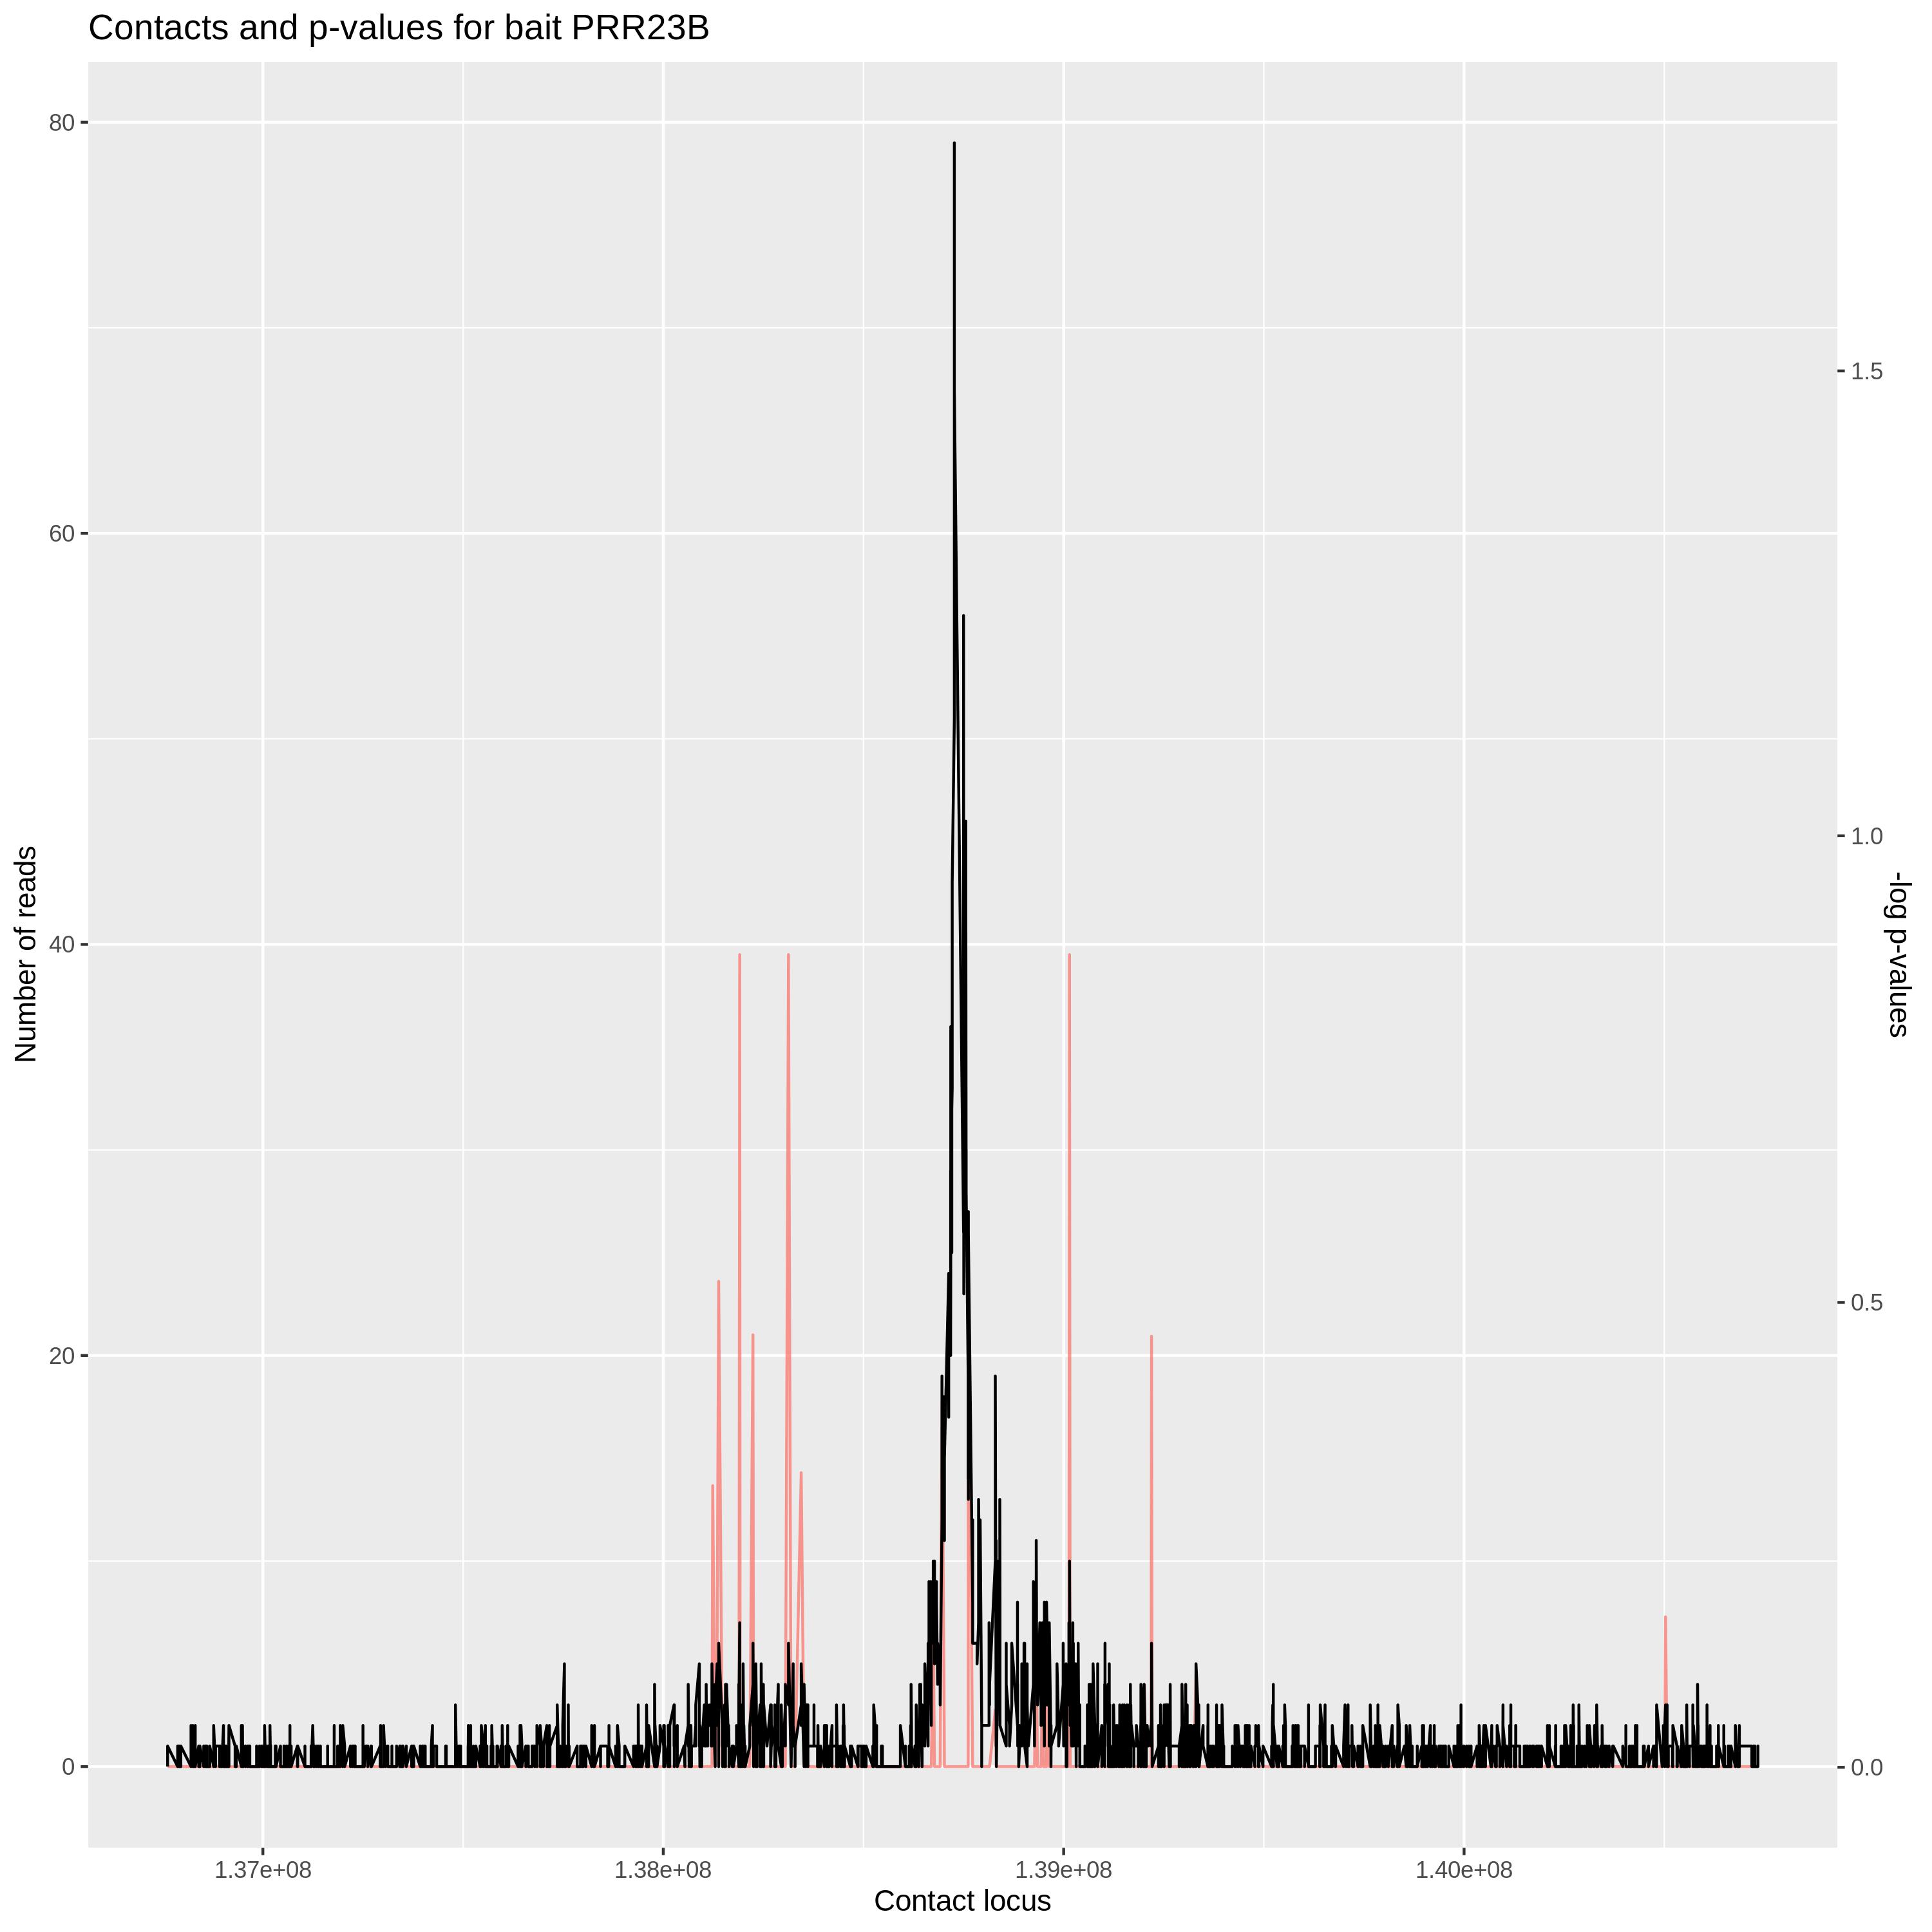 Contacts and p-values for bait PRR23B
80
60
40
20
0
Number of reads
1.5
1.0
0.5
0.0
-log p-values
1.37e+08
1.38e+08
1.39e+08
1.40e+08
Contact locus